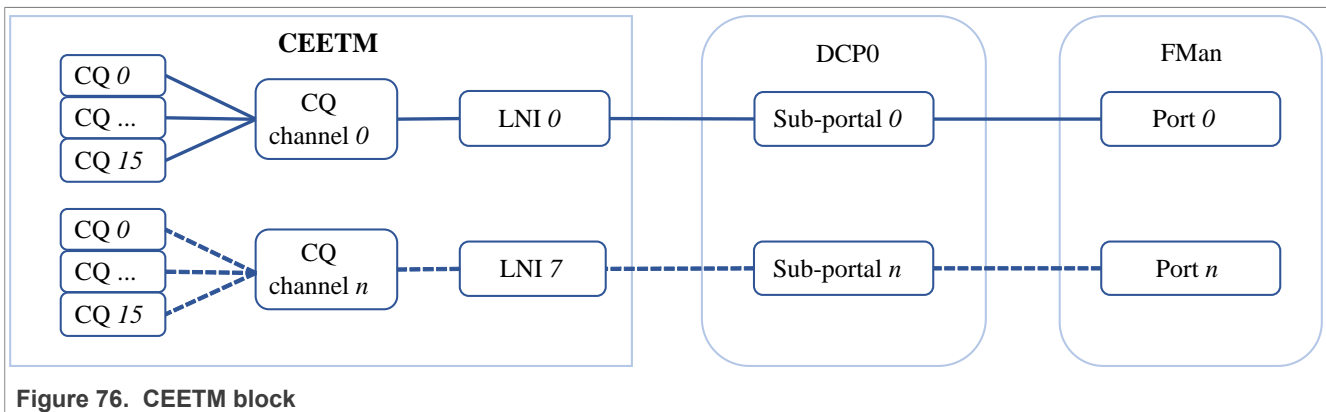 CEETM
DCP0
FMan
CQ 0
CQ ...
CQ 15
CQ
channel 0
LNI 0
Sub-portal 0
Port 0
CQ 0
CQ ...
CQ 15
CQ
channel n
LNI 7
Sub-portal n
Port n
Figure 76. CEETM block